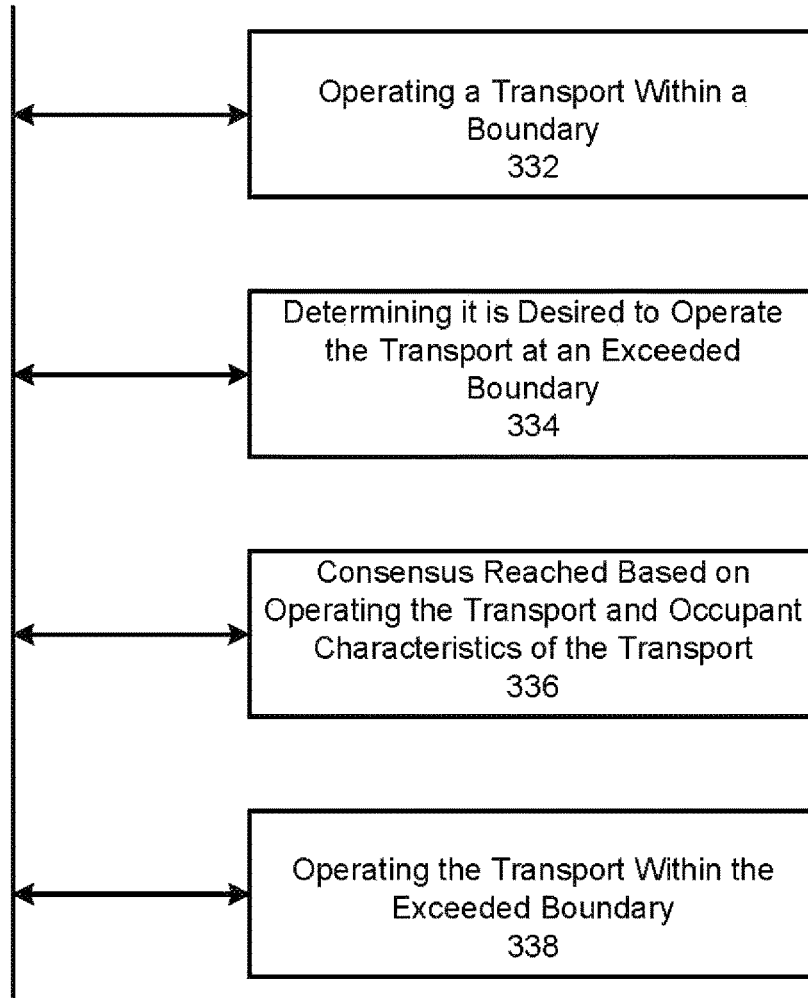 Operating a Transport Within a
Boundary
332
Determining it is Desired to Operate
the Transport at an Exceeded
Boundary
334
Consensus Reached Based on
Operating the Transport and Occupant
Characteristics of the Transport
336
Operating the Transport Within the
Exceeded Boundary
338